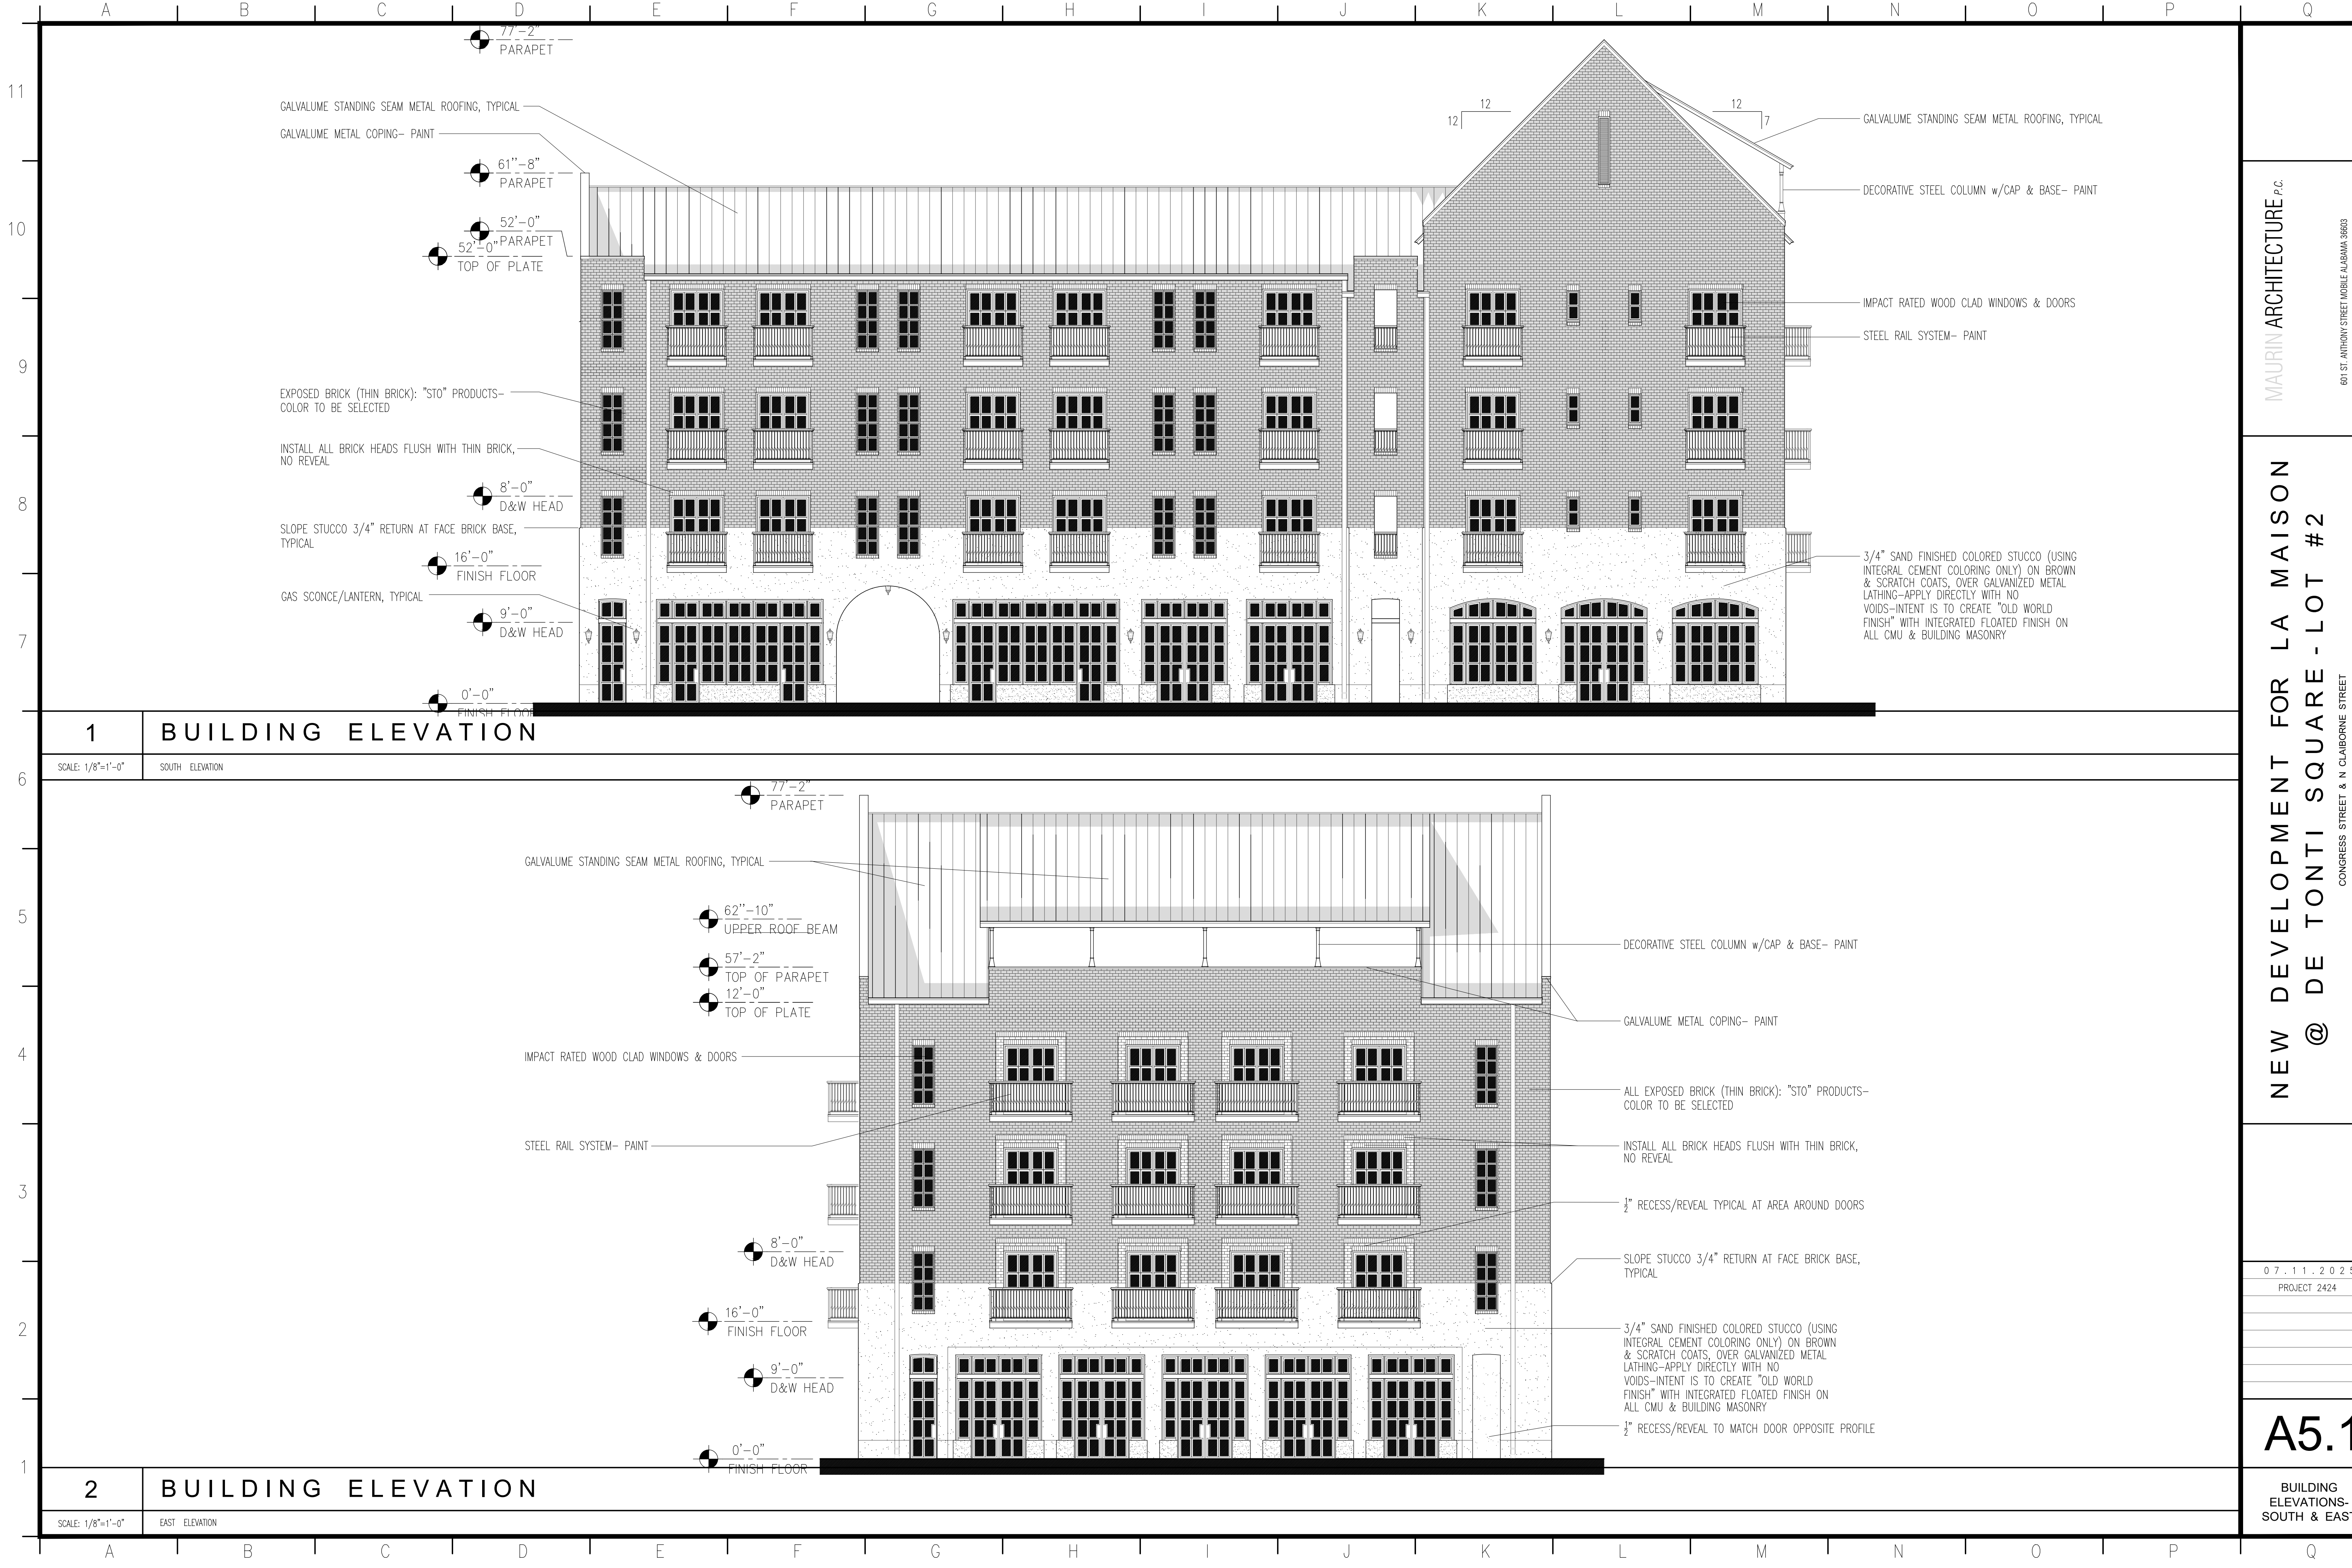 A B C D E F G H I J K L M N O P Q
11
10
9
8
7
6
5
4
3
2
1
77'-2"
PARAPET
GALVALUME STANDING SEAM METAL ROOFING, TYPICAL
GALVALUME METAL COPING- PAINT
61''-8"
PARAPET
52'-0"
PARAPET
52'-0"
TOP OF PLATE
EXPOSED BRICK (THIN BRICK): "STO" PRODUCTS-
COLOR TO BE SELECTED
INSTALL ALL BRICK HEADS FLUSH WITH THIN BRICK,
NO REVEAL
8'-0"
D&W HEAD
SLOPE STUCCO 3/4" RETURN AT FACE BRICK BASE,
TYPICAL
16'-0"
FINISH FLOOR
GAS SCONCE/LANTERN, TYPICAL
9'-0"
D&W HEAD
0'-0"
FINISH FLOOR
12
12
12
7
GALVALUME STANDING SEAM METAL ROOFING, TYPICAL
DECORATIVE STEEL COLUMN w/CAP & BASE- PAINT
IMPACT RATED WOOD CLAD WINDOWS & DOORS
STEEL RAIL SYSTEM- PAINT
3/4" SAND FINISHED COLORED STUCCO (USING
INTEGRAL CEMENT COLORING ONLY) ON BROWN
& SCRATCH COATS, OVER GALVANIZED METAL
LATHING-APPLY DIRECTLY WITH NO
VOIDS-INTENT IS TO CREATE "OLD WORLD
FINISH" WITH INTEGRATED FLOATED FINISH ON
ALL CMU & BUILDING MASONRY
1 BUILDING ELEVATION
SCALE: 1/8"=1'-0" SOUTH ELEVATION
77'-2"
PARAPET
GALVALUME STANDING SEAM METAL ROOFING, TYPICAL
62''-10"
UPPER ROOF BEAM
57'-2"
TOP OF PARAPET
12'-0"
TOP OF PLATE
IMPACT RATED WOOD CLAD WINDOWS & DOORS
STEEL RAIL SYSTEM- PAINT
8'-0"
D&W HEAD
16'-0"
FINISH FLOOR
9'-0"
D&W HEAD
0'-0"
FINISH FLOOR
DECORATIVE STEEL COLUMN w/CAP & BASE- PAINT
GALVALUME METAL COPING- PAINT
ALL EXPOSED BRICK (THIN BRICK): "STO" PRODUCTS-
COLOR TO BE SELECTED
INSTALL ALL BRICK HEADS FLUSH WITH THIN BRICK,
NO REVEAL
½" RECESS/REVEAL TYPICAL AT AREA AROUND DOORS
SLOPE STUCCO 3/4" RETURN AT FACE BRICK BASE,
TYPICAL
3/4" SAND FINISHED COLORED STUCCO (USING
INTEGRAL CEMENT COLORING ONLY) ON BROWN
& SCRATCH COATS, OVER GALVANIZED METAL
LATHING-APPLY DIRECTLY WITH NO
VOIDS-INTENT IS TO CREATE "OLD WORLD
FINISH" WITH INTEGRATED FLOATED FINISH ON
ALL CMU & BUILDING MASONRY
½" RECESS/REVEAL TO MATCH DOOR OPPOSITE PROFILE
2 BUILDING ELEVATION
SCALE: 1/8"=1'-0" EAST ELEVATION
A B C D E F G H I J K L M N O P Q
MAURIN ARCHITECTURE P.C.
601 ST. ANTHONY STREET MOBILE ALABAMA 36603
NEW DEVELOPMENT FOR LA MAISON
@ DE TONTI SQUARE-LOT #2
CONGRESS STREET & N CLAIBORNE STREET
07.11.2025
PROJECT 2424
A5.1
BUILDING
ELEVATIONS-
SOUTH & EAST